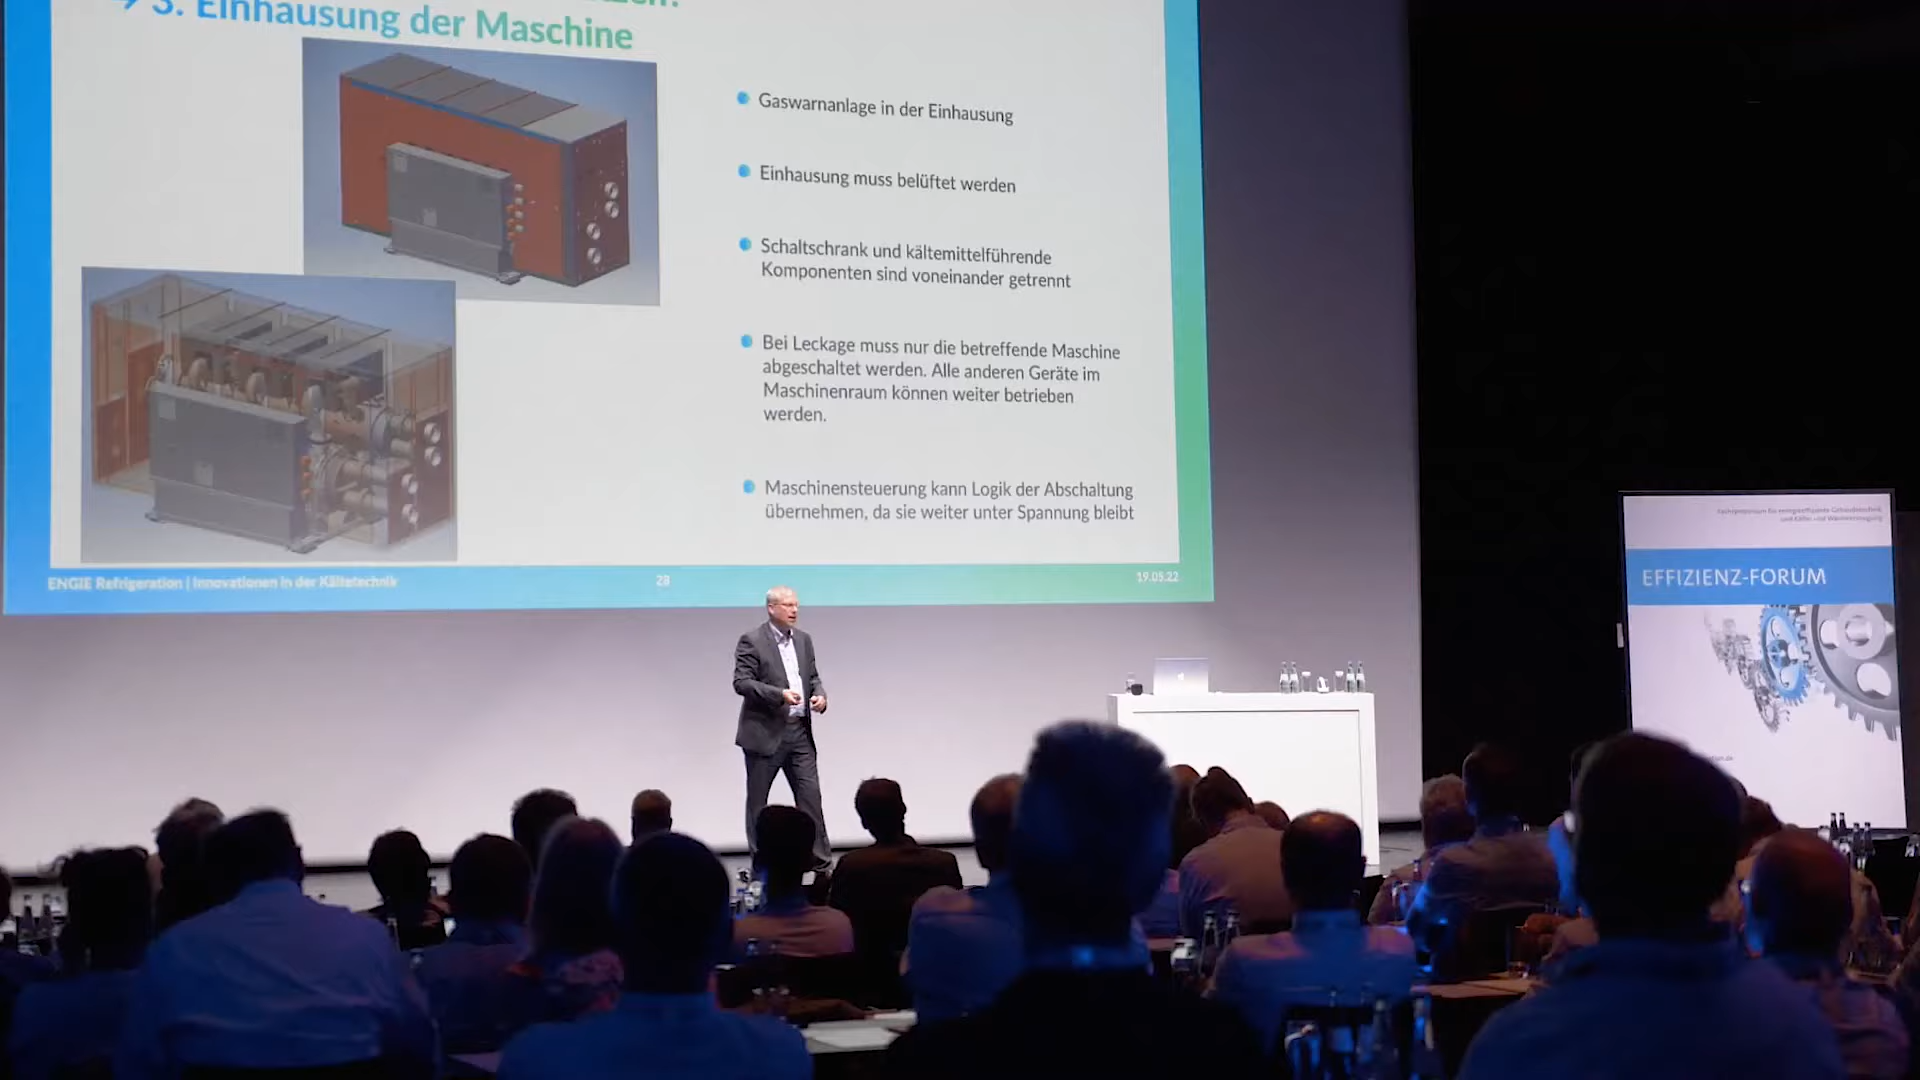 3. Einhausung der Maschine
Gaswarnanlage in der Einhausung
Einhausung muss belüftet werden
Schaltschrank und kältemittelführende
Komponenten sind voneinander getrennt
Bei Leckage muss nur die betreffende Maschine
abgeschaltet werden. Alle anderen Geräte im
Maschinenraum können weiter betrieben
werden.
Maschinensteuerung kann Logik der Abschaltung
übernehmen, da sie weiter unter Spannung bleibt
ENGIE Refrigeration | Innovationen in der Kältetechnik
28
19.05.22
EFFIZIENZ-FORUM